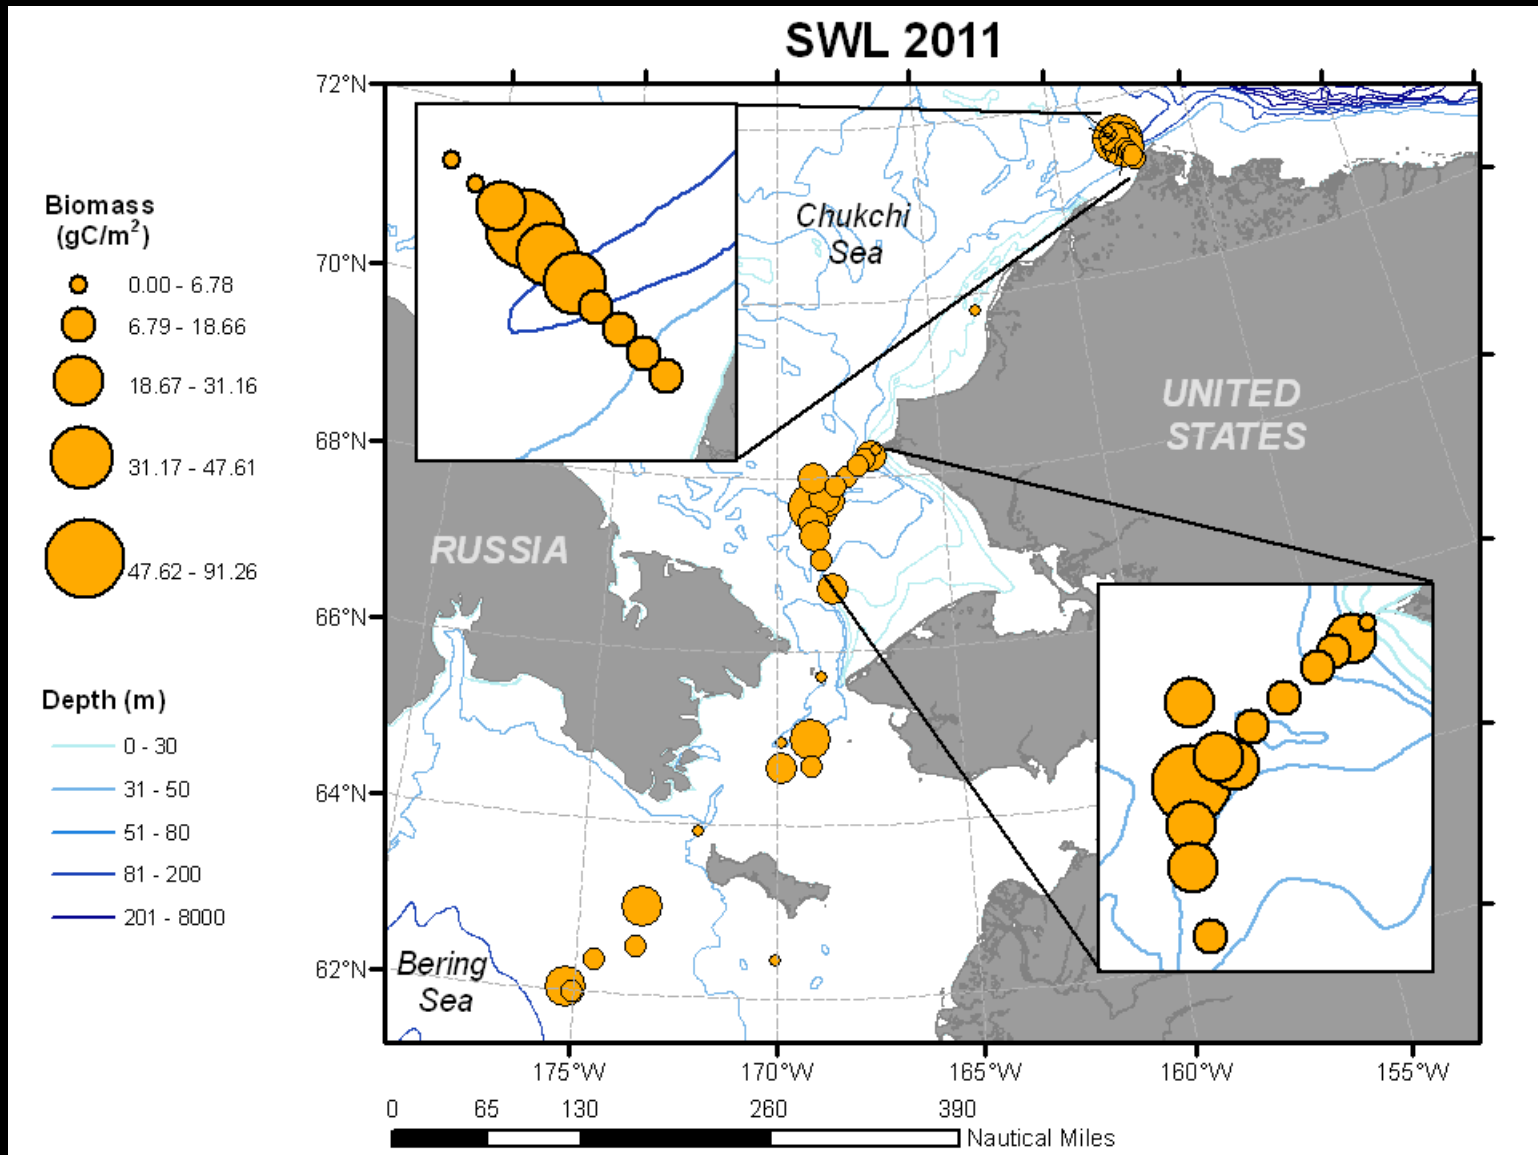 SWL 2011
Biomass
(gC/m²)
0.00 - 6.78
6.79 - 18.66
18.67 - 31.16
31.17 - 47.61
47.62 - 91.26
Depth (m)
0 - 30
31 - 50
51 - 80
81 - 200
201 - 8000
72°N
70°N
68°N
66°N
64°N
62°N
Chukchi
Sea
UNITED
STATES
RUSSIA
Bering
Sea
175°W
170°W
165°W
160°W
155°W
0 65 130 260 390
Nautical Miles